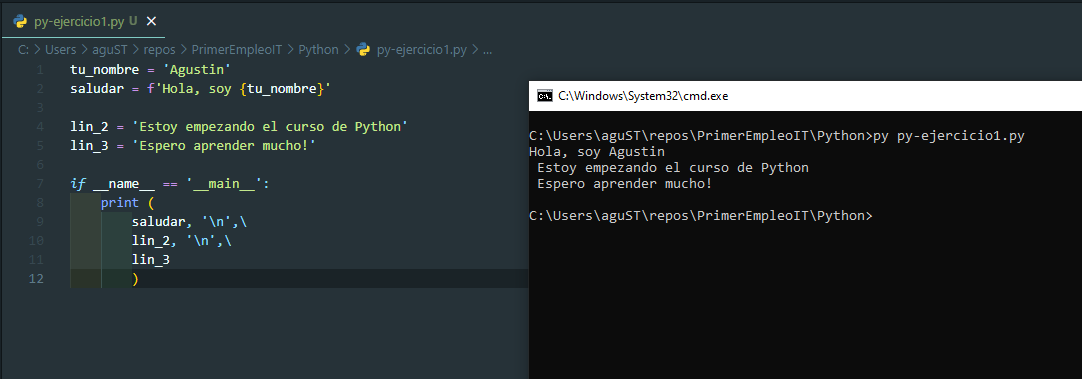 py-ejercicio1.py U ×
C: > Users > aguST > repos > PrimerEmpleoIT > Python > py-ejercicio1.py > ...
1 tu_nombre = 'Agustin'
2 saludar = f'Hola, soy {tu_nombre}'
3
4 lin_2 = 'Estoy empezando el curso de Python'
5 lin_3 = 'Espero aprender mucho!'
6
7 if __name__ == '__main__':
8 print (
9 saludar, '\n',\
10 lin_2, '\n',\
11 lin_3
12 )
C:\Windows\System32\cmd.exe
C:\Users\aguST\repos\PrimerEmpleoIT\Python>py py-ejercicio1.py
Hola, soy Agustin
Estoy empezando el curso de Python
Espero aprender mucho!
C:\Users\aguST\repos\PrimerEmpleoIT\Python>